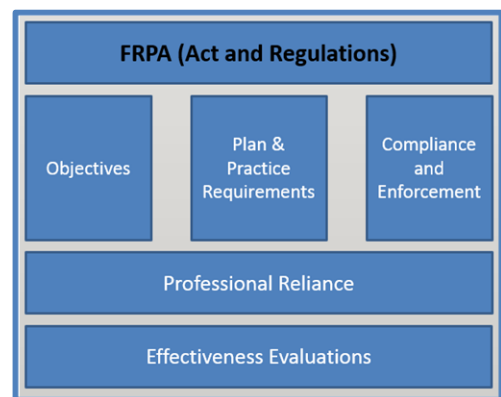 FRPA (Act and Regulations)
Objectives
Plan &
Practice
Requirements
Compliance
and
Enforcement
Professional Reliance
Effectiveness Evaluations